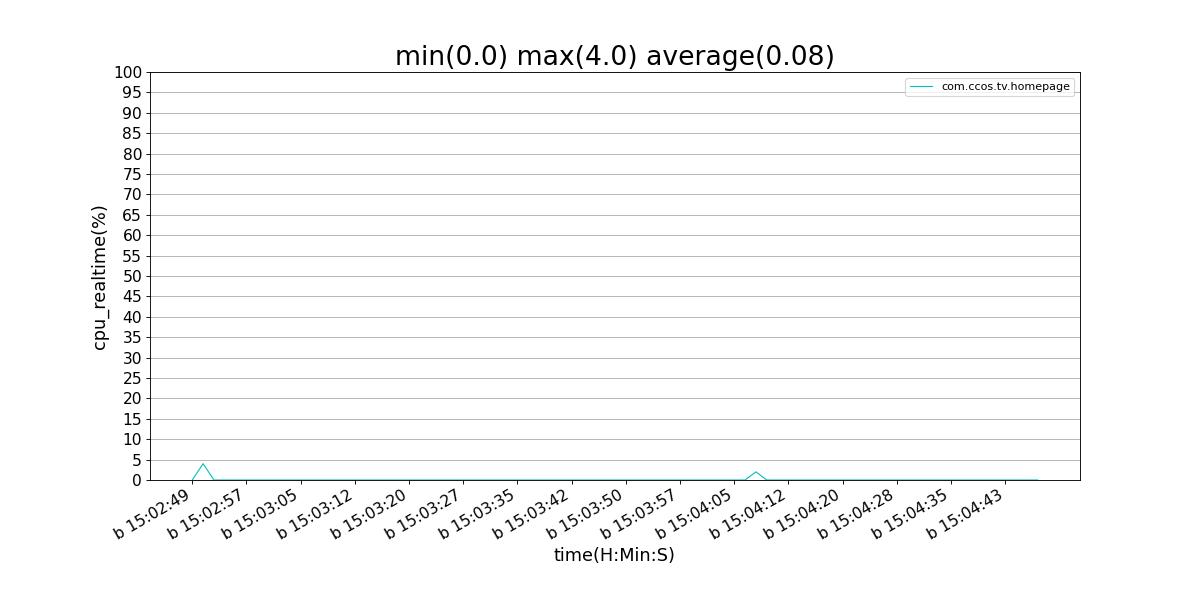 min(0.0) max(4.0) average(0.08)
com.ccos.tv.homepage
cpu_realtime(%)
100
95
90
85
80
75
70
65
60
55
50
45
40
35
30
25
20
15
10
5
0
b 15:02:49
b 15:02:57
b 15:03:05
b 15:03:12
b 15:03:20
b 15:03:27
b 15:03:35
b 15:03:42
b 15:03:50
b 15:03:57
b 15:04:05
b 15:04:12
b 15:04:20
b 15:04:28
b 15:04:35
b 15:04:43
time(H:Min:S)